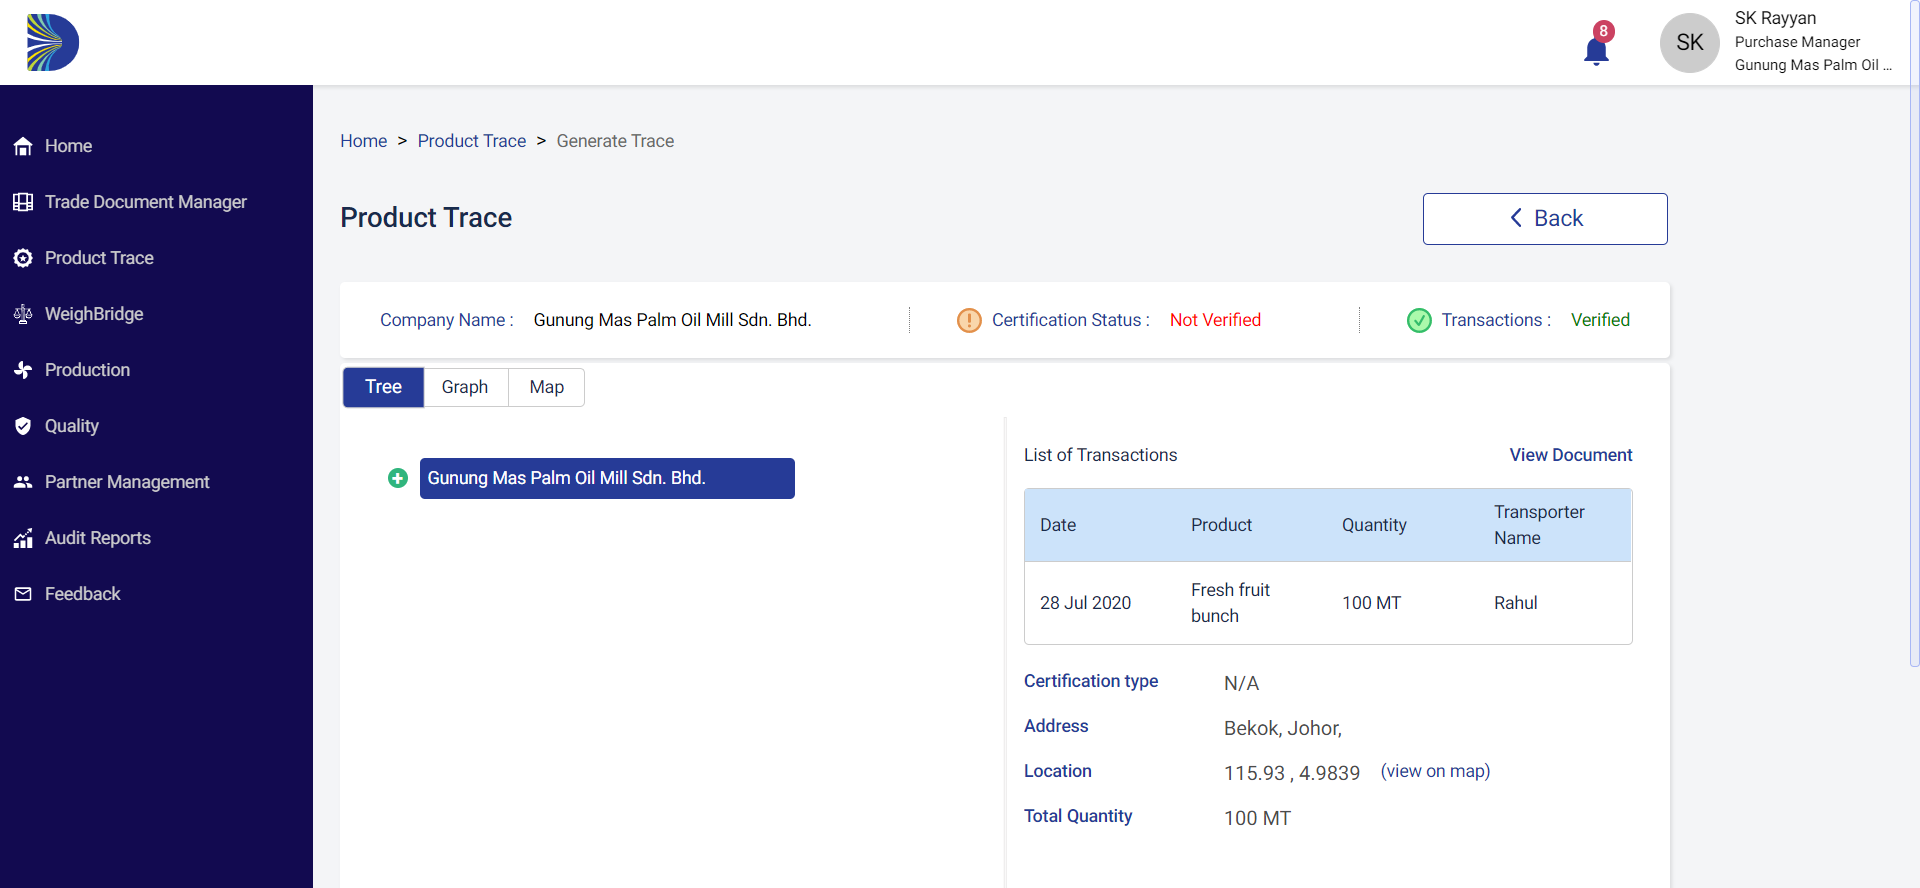 8
SK
SK Rayyan
Purchase Manager
Gunung Mas Palm Oil ...
Home
Trade Document Manager
Product Trace
WeighBridge
Production
Quality
Partner Management
Audit Reports
Feedback
Home > Product Trace > Generate Trace
Product Trace
Back
Company Name : Gunung Mas Palm Oil Mill Sdn. Bhd.
Certification Status : Not Verified
Transactions : Verified
Tree Graph Map
Gunung Mas Palm Oil Mill Sdn. Bhd.
List of Transactions View Document
Date Product Quantity Transporter
Name
28 Jul 2020 Fresh fruit
bunch 100 MT Rahul
Certification type N/A
Address Bekok, Johor,
Location 115.93 , 4.9839 (view on map)
Total Quantity 100 MT